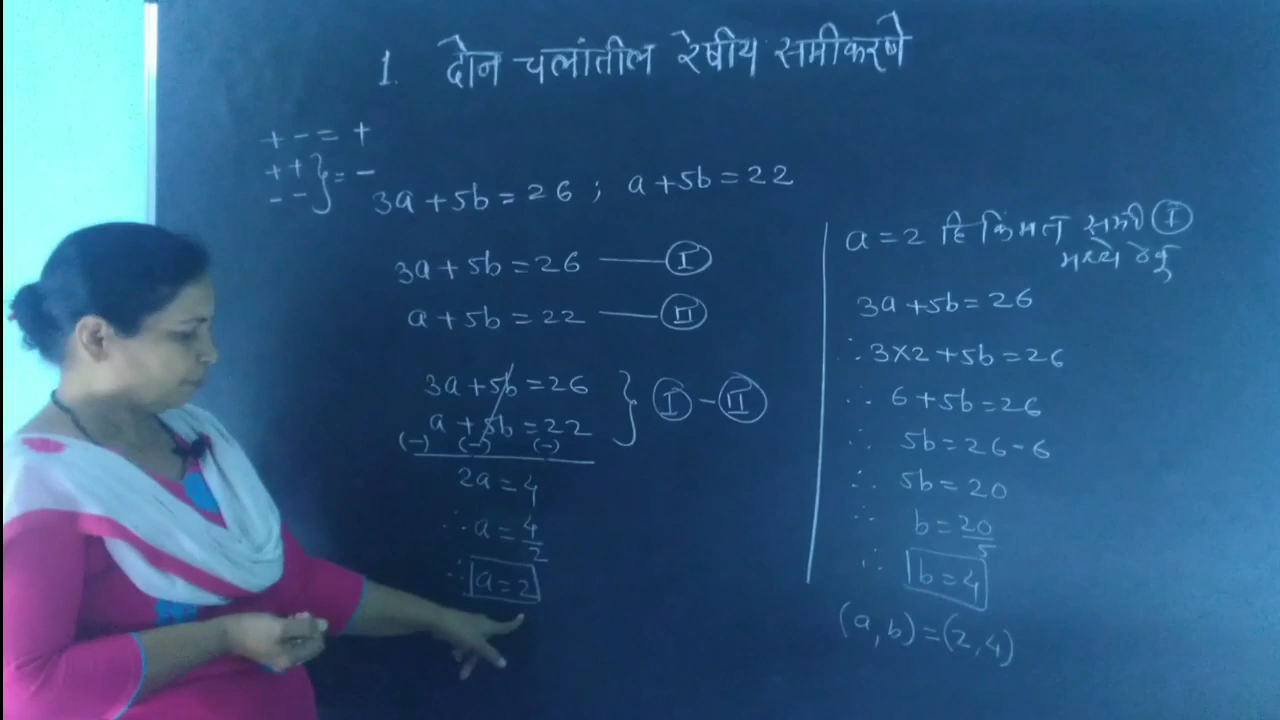 1. दोन चलांतील रेषीय समीकरणे
+ - = +
+ + } = -
- -
3a + 5b = 26 ; a + 5b = 22
3a + 5b = 26 —— I
a + 5b = 22 —— II
3a + 5b = 26 } I - II
a + 5b = 22
(-) (-) (-)
2a = 4
∴ a = 4/2
∴ a = 2
a = 2 हि किंमत समी I
मध्ये ठेवू
3a + 5b = 26
∴ 3×2 + 5b = 26
∴ 6 + 5b = 26
∴ 5b = 26 - 6
∴ 5b = 20
∴ b = 20/5
∴ b = 4
(a, b) = (2, 4)